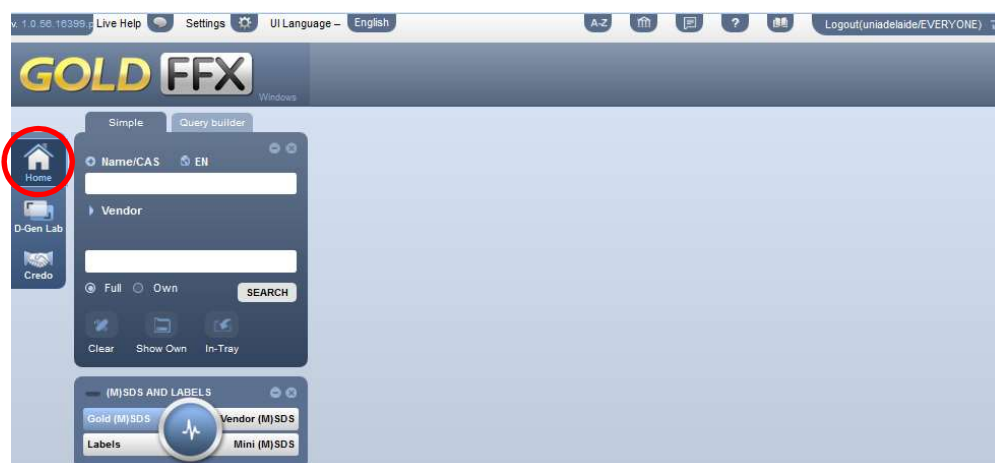 v. 1.0.56.16399.p Live Help Settings UI Language – English A-Z ? Logout(uniadelaide/EVERYONE)
GOLD FFX
Windows
Simple Query builder
Home
Name/CAS EN
D-Gen Lab
Vendor
Credo
Full Own SEARCH
Clear Show Own In-Tray
(M)SDS AND LABELS
Gold (M)SDS Vendor (M)SDS
Labels Mini (M)SDS